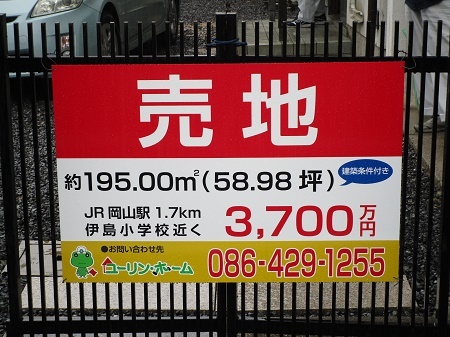 売地
約195.00㎡(58.98坪)
建築条件付き
JR岡山駅1.7km
伊島小学校近く
3,700万円
●お問い合わせ先
ユーリン・ホーム
086-429-1255